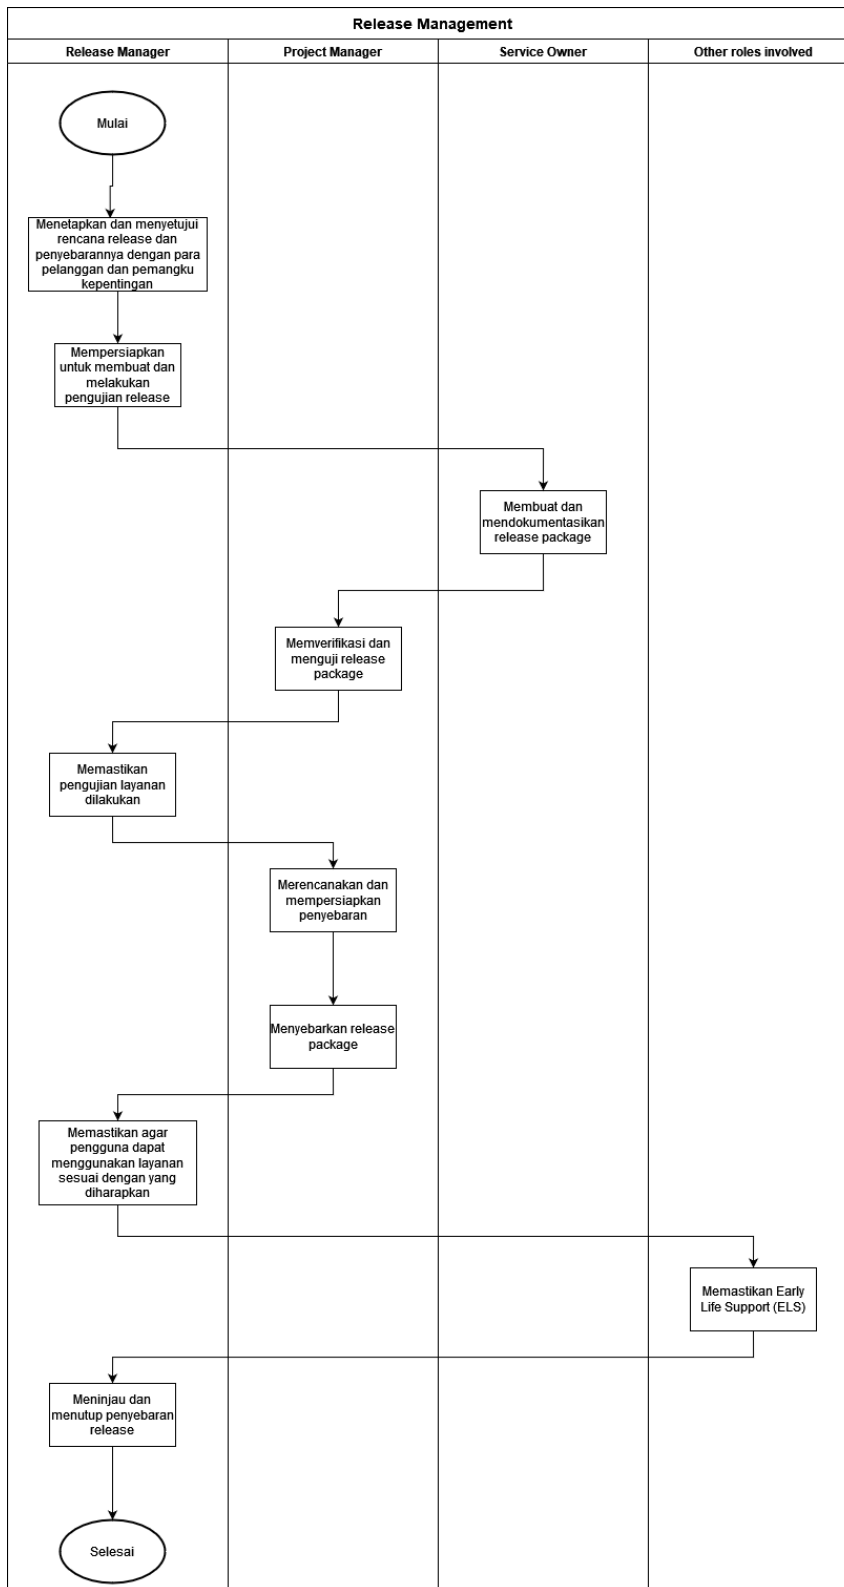 Release Management
Release Manager
Project Manager
Service Owner
Other roles involved
Mulai
Menetapkan dan menyetujui
rencana release dan
penyebarannya dengan para
pelanggan dan pemangku
kepentingan
Mempersiapkan
untuk membuat dan
melakukan
pengujian release
Membuat dan
mendokumentasikan
release package
Memverifikasi dan
menguji release
package
Memastikan
pengujian layanan
dilakukan
Merencanakan dan
mempersiapkan
penyebaran
Menyebarkan release
package
Memastikan agar
pengguna dapat
menggunakan layanan
sesuai dengan yang
diharapkan
Memastikan Early
Life Support (ELS)
Meninjau dan
menutup penyebaran
release
Selesai